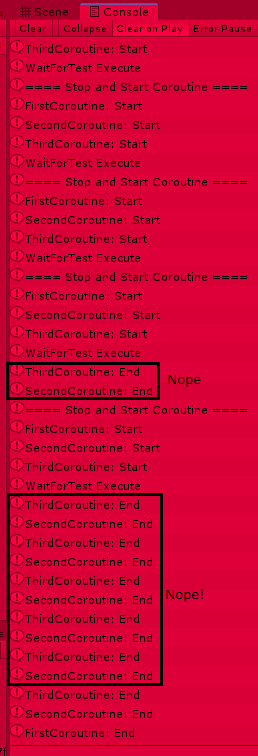 Scene Console
Clear Collapse Clear on Play Error Pause
ThirdCoroutine: Start
WaitForTest Execute
==== Stop and Start Coroutine ====
FirstCoroutine: Start
SecondCoroutine: Start
ThirdCoroutine: Start
WaitForTest Execute
==== Stop and Start Coroutine ====
FirstCoroutine: Start
SecondCoroutine: Start
ThirdCoroutine: Start
WaitForTest Execute
==== Stop and Start Coroutine ====
FirstCoroutine: Start
SecondCoroutine: Start
ThirdCoroutine: Start
WaitForTest Execute
ThirdCoroutine: End
Nope
SecondCoroutine: End
==== Stop and Start Coroutine ====
FirstCoroutine: Start
SecondCoroutine: Start
ThirdCoroutine: Start
WaitForTest Execute
ThirdCoroutine: End
SecondCoroutine: End
ThirdCoroutine: End
SecondCoroutine: End
ThirdCoroutine: End
SecondCoroutine: End
Nope!
ThirdCoroutine: End
SecondCoroutine: End
ThirdCoroutine: End
SecondCoroutine: End
ThirdCoroutine: End
SecondCoroutine: End
FirstCoroutine: End